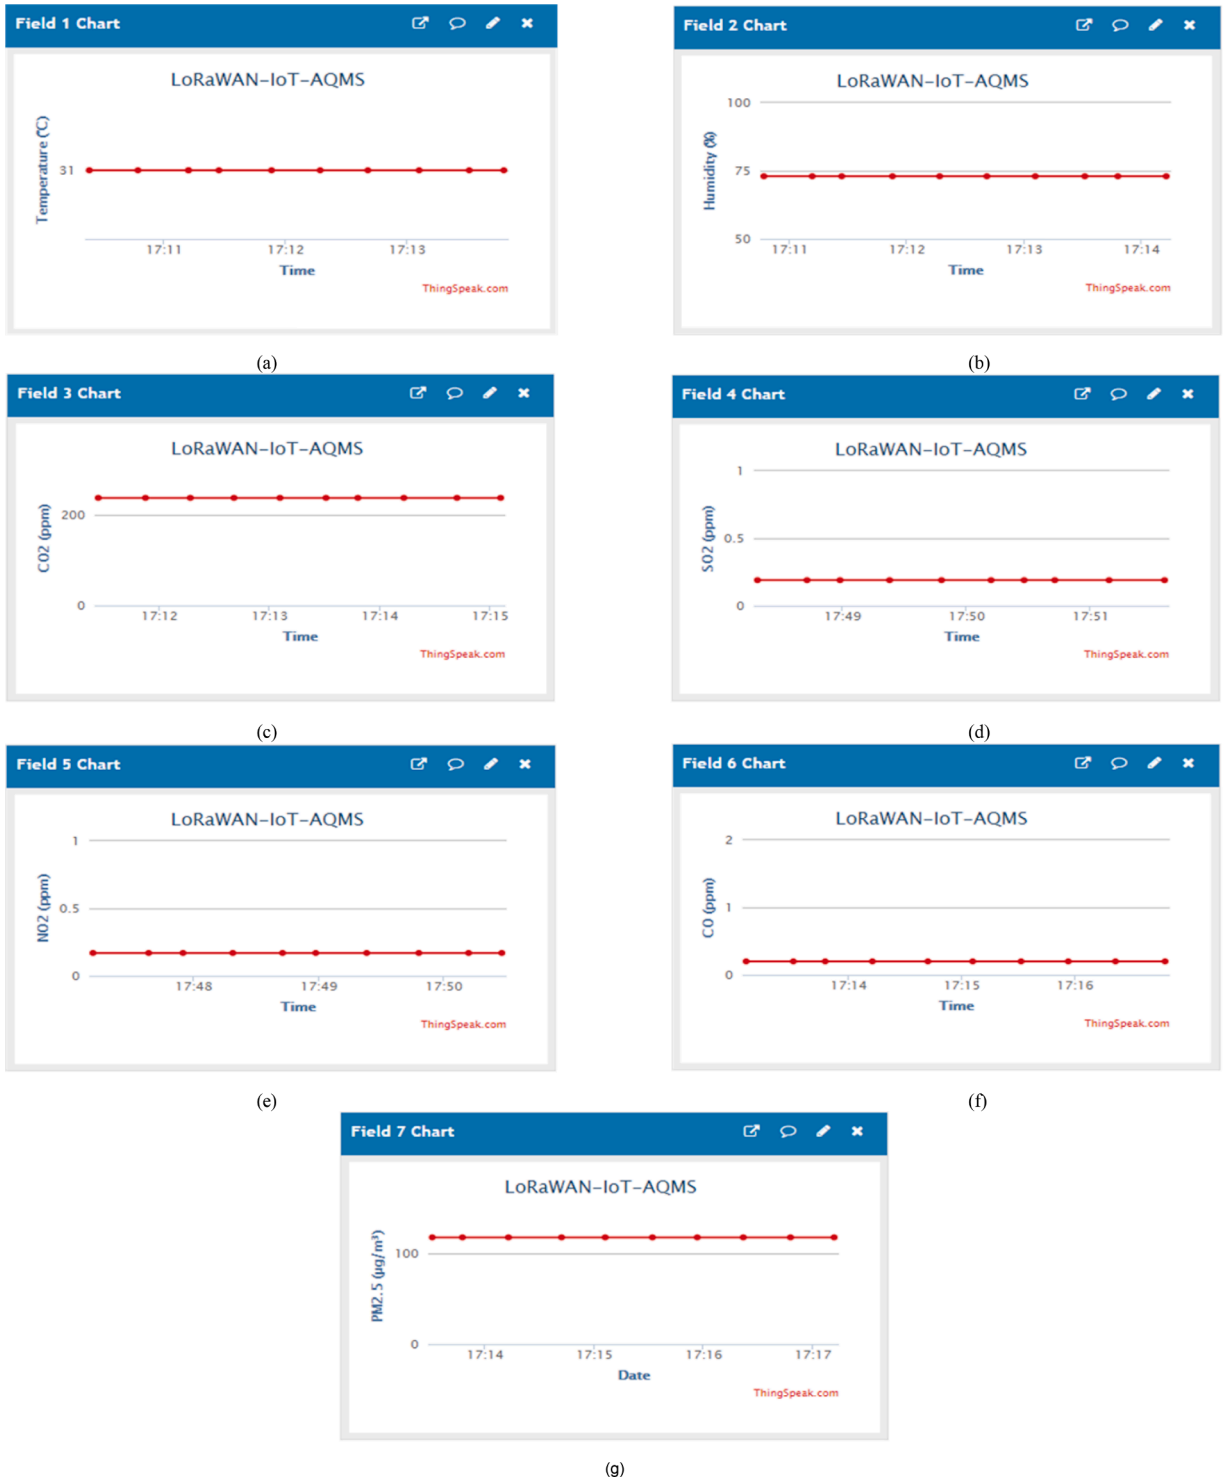 Field 1 Chart
LoRaWAN-IoT-AQMS
Temperature (℃)
31
17:11 17:12 17:13
Time
ThingSpeak.com
(a)
Field 2 Chart
LoRaWAN-IoT-AQMS
Humidity (%)
100
75
50
17:11 17:12 17:13 17:14
Time
ThingSpeak.com
(b)
Field 3 Chart
LoRaWAN-IoT-AQMS
CO2 (ppm)
200
0
17:12 17:13 17:14 17:15
Time
ThingSpeak.com
(c)
Field 4 Chart
LoRaWAN-IoT-AQMS
SO2 (ppm)
1
0.5
0
17:49 17:50 17:51
Time
ThingSpeak.com
(d)
Field 5 Chart
LoRaWAN-IoT-AQMS
NO2 (ppm)
1
0.5
0
17:48 17:49 17:50
Time
ThingSpeak.com
(e)
Field 6 Chart
LoRaWAN-IoT-AQMS
CO (ppm)
2
1
0
17:14 17:15 17:16
Time
ThingSpeak.com
(f)
Field 7 Chart
LoRaWAN-IoT-AQMS
PM2.5 (µg/m³)
100
0
17:14 17:15 17:16 17:17
Date
ThingSpeak.com
(g)